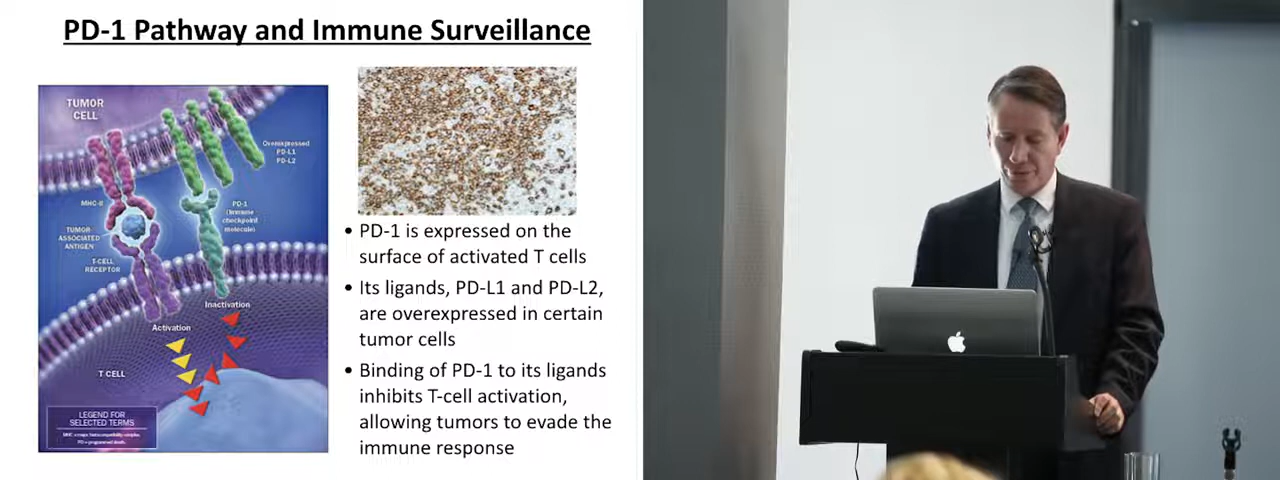 PD-1 Pathway and Immune Surveillance
TUMOR
CELL
Overexpressed
PD-L1
PD-L2
MHC-II
PD-1
(Immune
checkpoint
molecule)
TUMOR-
ASSOCIATED
ANTIGEN
T-CELL
RECEPTOR
Inactivation
Activation
T CELL
LEGEND FOR
SELECTED TERMS
• PD-1 is expressed on the
surface of activated T cells
• Its ligands, PD-L1 and PD-L2,
are overexpressed in certain
tumor cells
• Binding of PD-1 to its ligands
inhibits T-cell activation,
allowing tumors to evade the
immune response